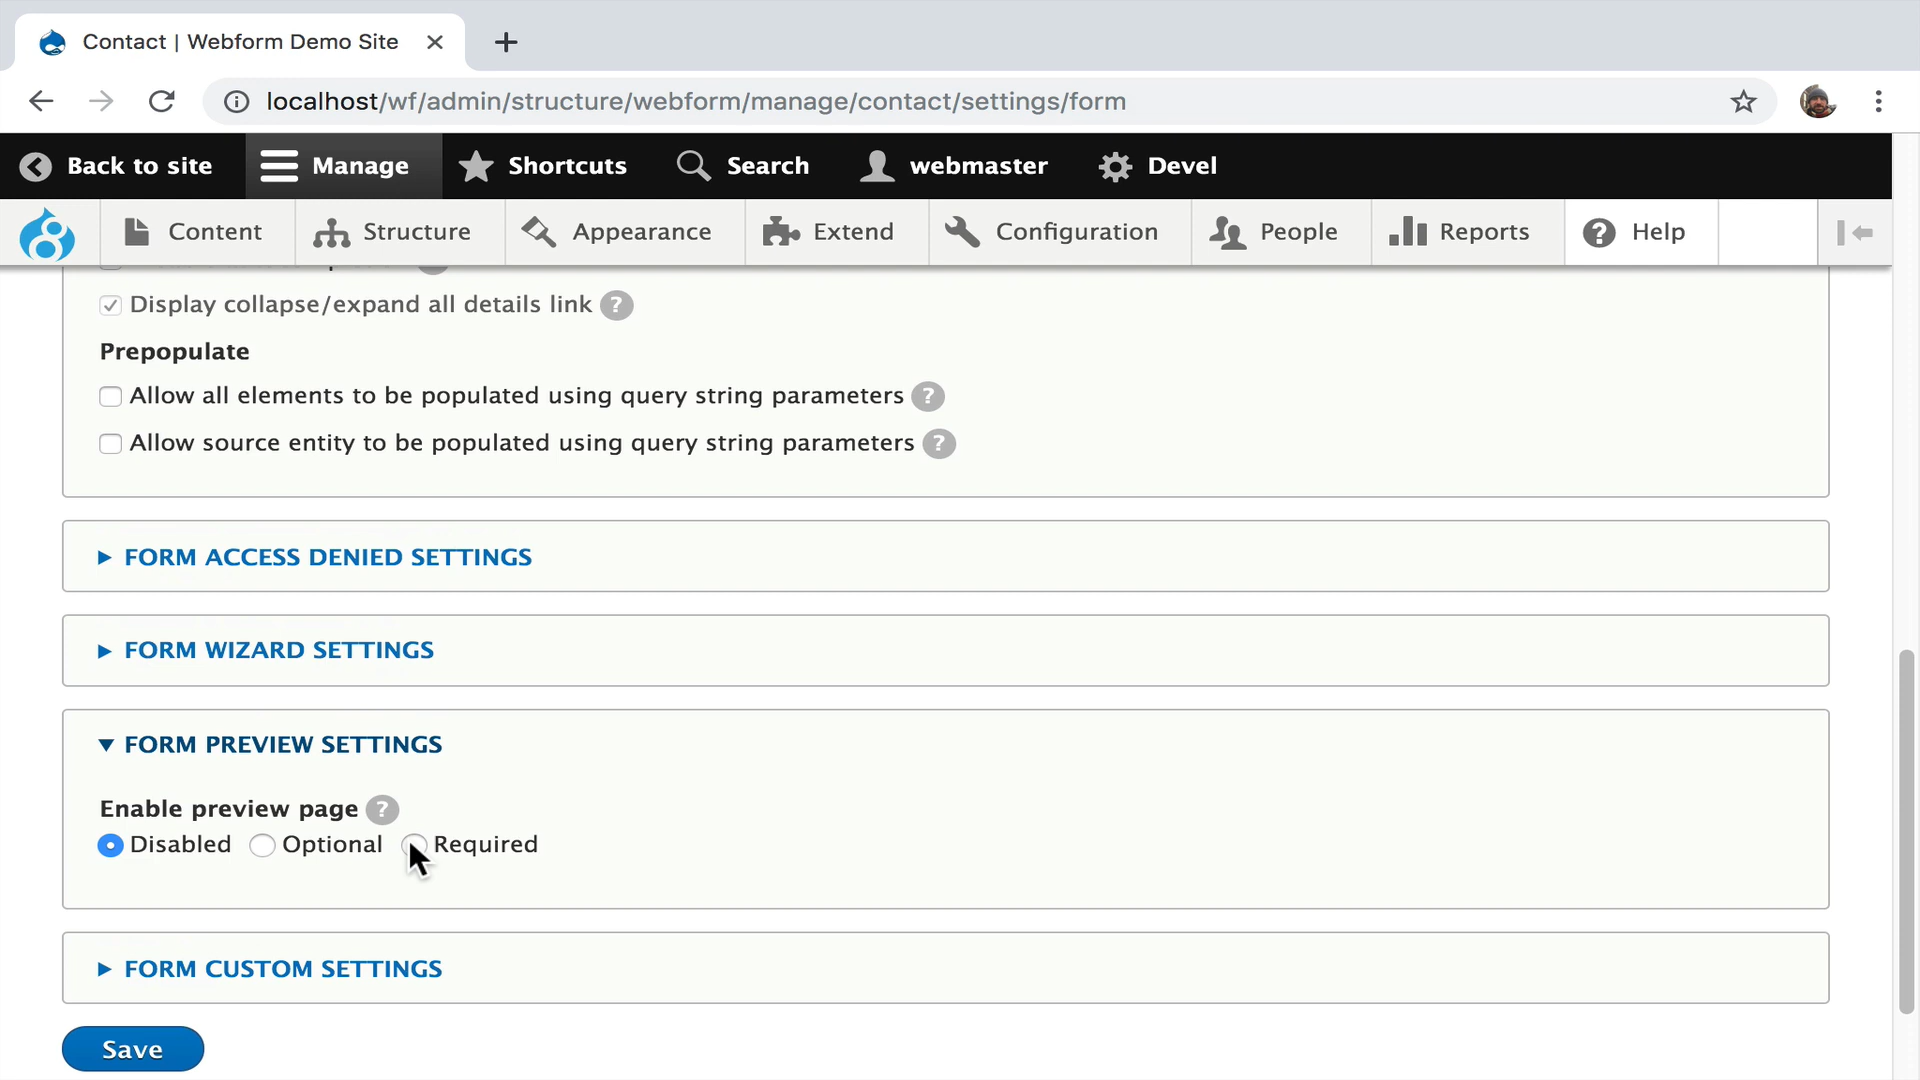 Contact | Webform Demo Site
localhost/wf/admin/structure/webform/manage/contact/settings/form
Back to site Manage Shortcuts Search webmaster Devel
Content Structure Appearance Extend Configuration People Reports Help
Display collapse/expand all details link ?
Prepopulate
Allow all elements to be populated using query string parameters ?
Allow source entity to be populated using query string parameters ?
FORM ACCESS DENIED SETTINGS
FORM WIZARD SETTINGS
FORM PREVIEW SETTINGS
Enable preview page ?
Disabled Optional Required
FORM CUSTOM SETTINGS
Save